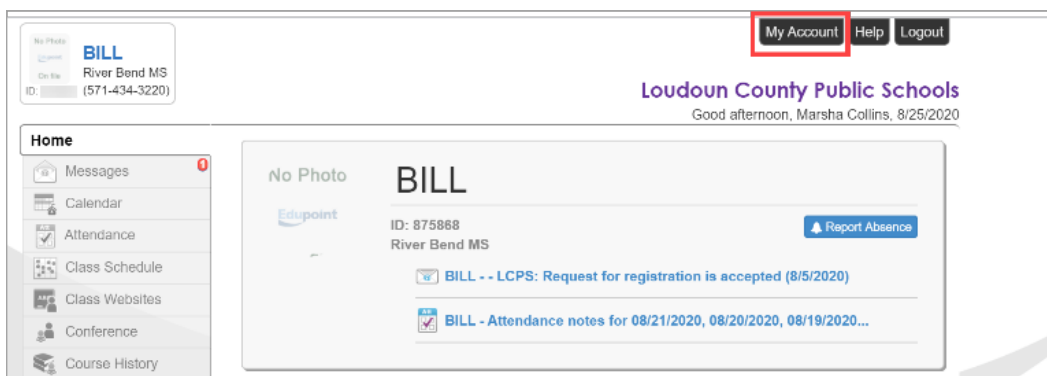 My Account Help Logout
No Photo
Edupoint
On file
BILL
River Bend MS
ID: (571-434-3220)
Loudoun County Public Schools
Good afternoon, Marsha Collins, 8/25/2020
Home
Messages 1
Calendar
Attendance
Class Schedule
Class Websites
Conference
Course History
No Photo
Edupoint
BILL
ID: 875868
River Bend MS
Report Absence
BILL - - LCPS: Request for registration is accepted (8/5/2020)
BILL - Attendance notes for 08/21/2020, 08/20/2020, 08/19/2020...